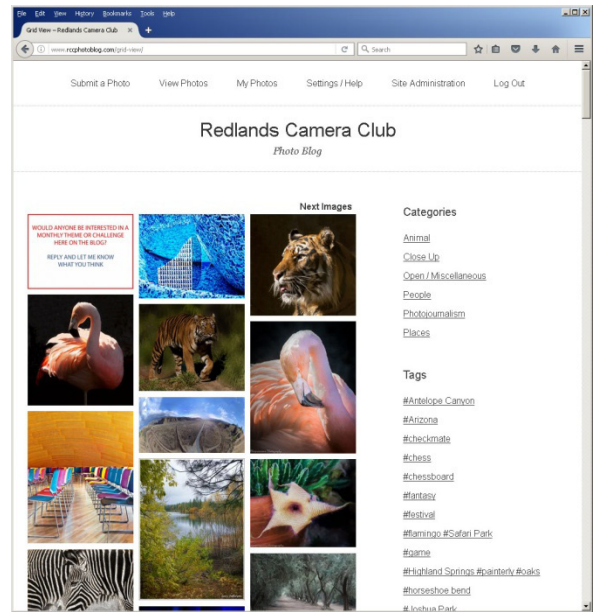 File Edit View History Bookmarks Tools Help
Grid View – Redlands Camera Club
www.rccphotoblog.com/grid-view/
Search
Submit a Photo View Photos My Photos Settings / Help Site Administration Log Out
Redlands Camera Club
Photo Blog
Next Images
WOULD ANYONE BE INTERESTED IN A
MONTHLY THEME OR CHALLENGE
HERE ON THE BLOG?
REPLY AND LET ME KNOW
WHAT YOU THINK
Categories
Animal
Close Up
Open / Miscellaneous
People
Photojournalism
Places
Tags
#Antelope Canyon
#Arizona
#checkmate
#chess
#chessboard
#fantasy
#festival
#flamingo #Safari Park
#game
#Highland Springs #painterly #oaks
#horseshoe bend
#Joshua Park